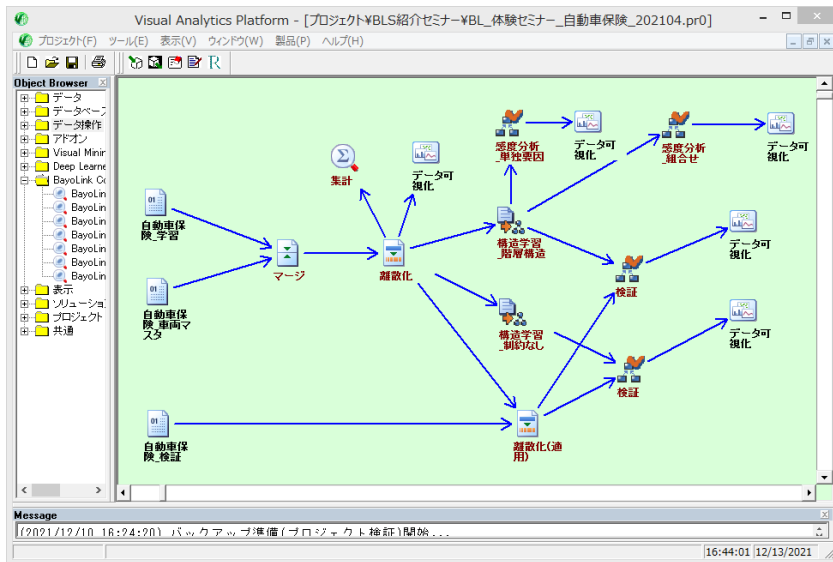 Visual Analytics Platform - [プロジェクト¥BLS紹介セミナー¥BL_体験セミナー_自動車保険_202104.pr0]
プロジェクト(F) ツール(E) 表示(V) ウィンドウ(W) 製品(P) ヘルプ(H)
R
Object Browser
データ
データベース
データ操作
アドオン
Visual Minin
Deep Learne
BayoLink Co
BayoLin
BayoLin
BayoLin
BayoLin
BayoLin
BayoLin
BayoLin
表示
ソリューショ
プロジェクト
共通
自動車保
険_学習
自動車保
険_車両マ
スタ
自動車保
険_検証
マージ
集計
データ可
視化
離散化
感度分析
_単独要因
データ可
視化
感度分析
_組合せ
データ可
視化
構造学習
_階層構造
構造学習
_制約なし
検証
データ可
視化
検証
データ可
視化
離散化(適
用)
Message
(2021/12/10 16:24:20) バックアップ準備(プロジェクト検証)開始...
16:44:01 12/13/2021